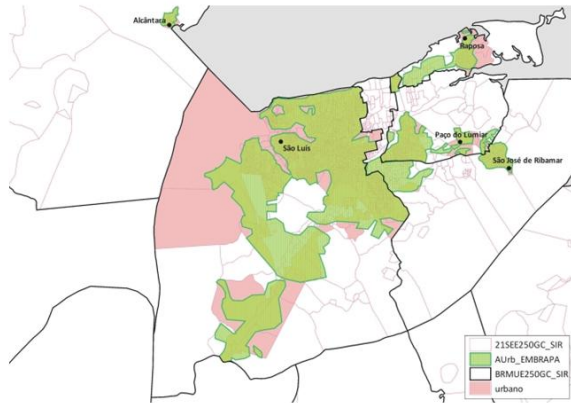 Alcântara
Raposa
Paço do Lumiar
São Luís
São José de Ribamar
21SEE250GC_SIR
AUrb_EMBRAPA
BRMUE250GC_SIR
urbano